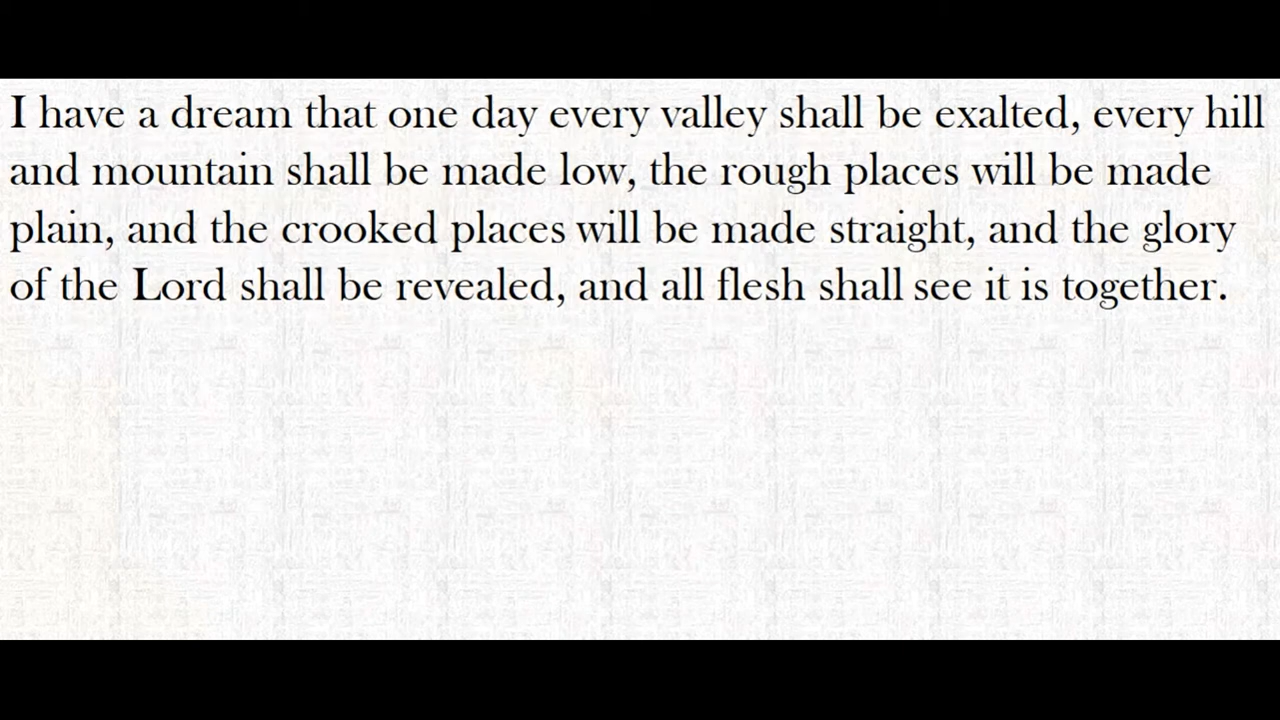 I have a dream that one day every valley shall be exalted, every hill
and mountain shall be made low, the rough places will be made
plain, and the crooked places will be made straight, and the glory
of the Lord shall be revealed, and all flesh shall see it is together.